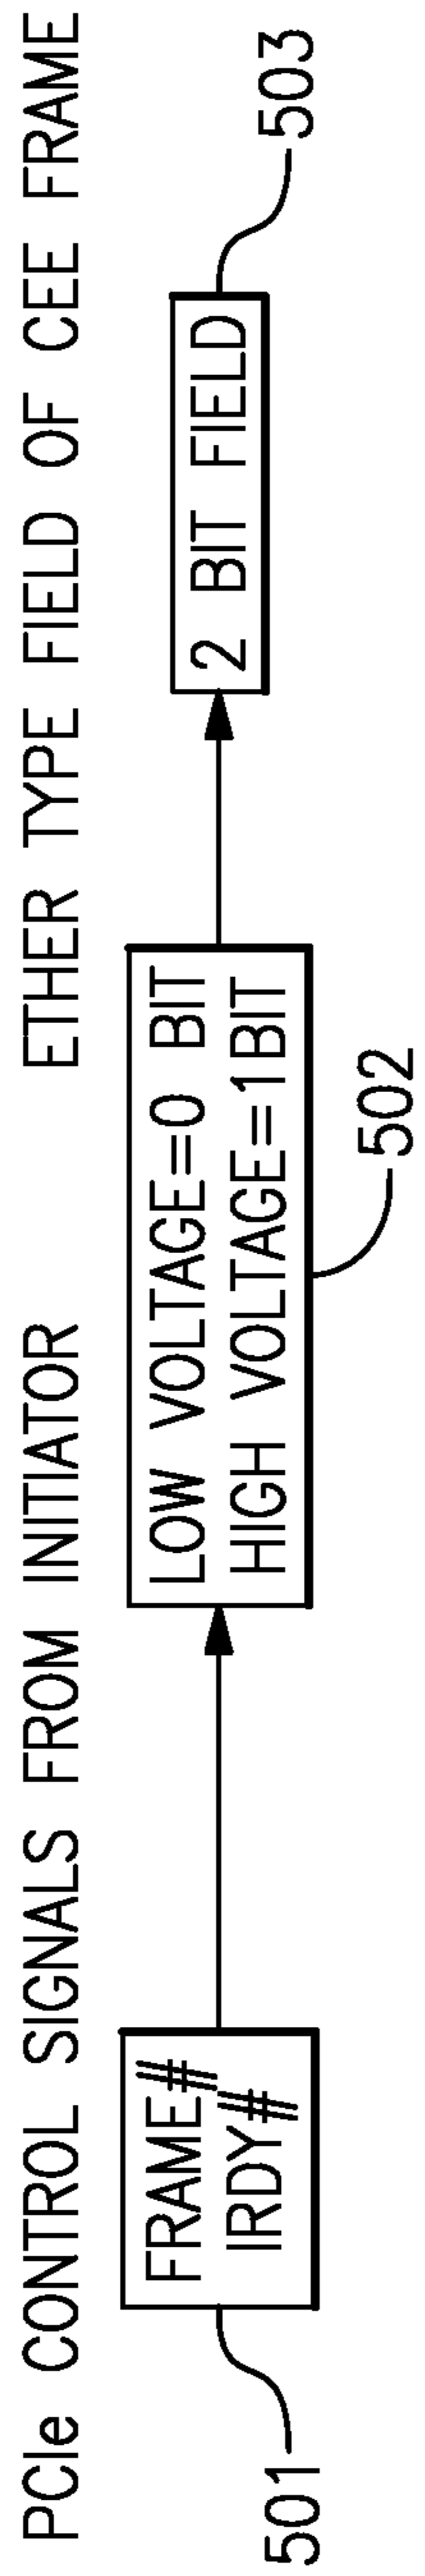 PCIe CONTROL SIGNALS FROM INITIATOR
ETHER TYPE FIELD OF CEE FRAME
FRAME#
IRDY#
LOW VOLTAGE=0 BIT
HIGH VOLTAGE=1BIT
2 BIT FIELD
501
502
503